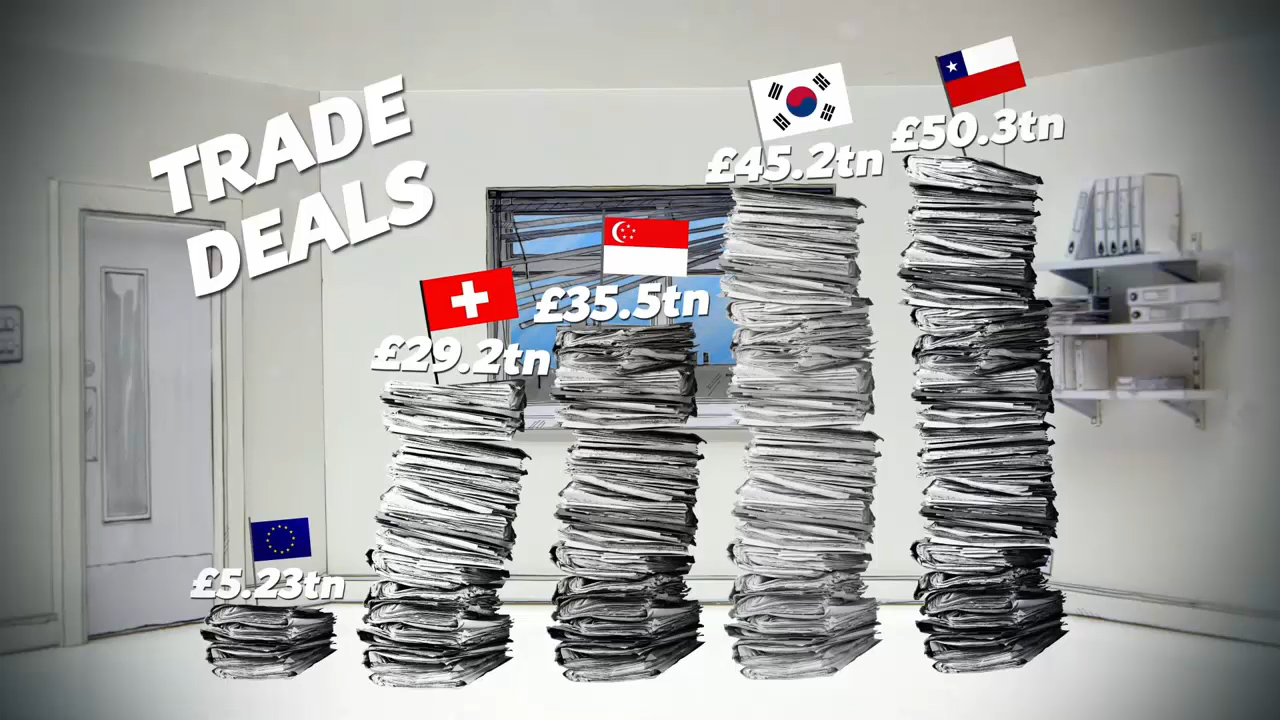 TRADE
DEALS
£5.23tn
£29.2tn
£35.5tn
£45.2tn
£50.3tn